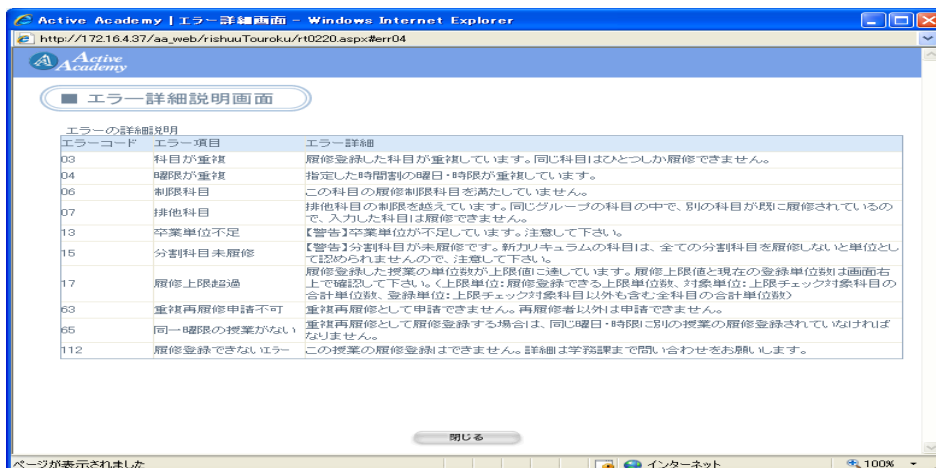 Active Academy | エラー詳細画面 - Windows Internet Explorer
http://172.16.4.37/aa_web/rishuuTouroku/rt0220.aspx#err04
Active
Academy
■ エラー詳細説明画面
エラーの詳細説明
エラーコード エラー項目 エラー詳細
03 科目が重複 履修登録した科目が重複しています。同じ科目はひとつしか履修できません。
04 曜限が重複 指定した時間割の曜日・時限が重複しています。
06 制限科目 この科目の履修制限科目を満たしていません。
07 排他科目 排他科目の制限を越えています。同じグループの科目の中で、別の科目が既に履修されているの
で、入力した科目は履修できません。
13 卒業単位不足 【警告】卒業単位が不足しています。注意して下さい。
15 分割科目未履修 【警告】分割科目が未履修です。新カリキュラムの科目は、全ての分割科目を履修しないと単位とし
て認められませんので、注意して下さい。
17 履修上限超過 履修登録した授業の単位数が上限値に達しています。履修上限値と現在の登録単位数は画面右
上で確認して下さい。(上限単位:履修登録できる上限単位数、対象単位:上限チェック対象科目の
合計単位数、登録単位:上限チェック対象科目以外も含む全科目の合計単位数)
63 重複再履修申請不可 重複再履修として申請できません。再履修者以外は申請できません。
65 同一曜限の授業がない 重複再履修として履修登録する場合は、同じ曜日・時限に別の授業の履修登録されていなければ
なりません。
112 履修登録できないエラー この授業の履修登録はできません。詳細は学務課まで問い合わせをお願いします。
閉じる
ページが表示されました インターネット 100%